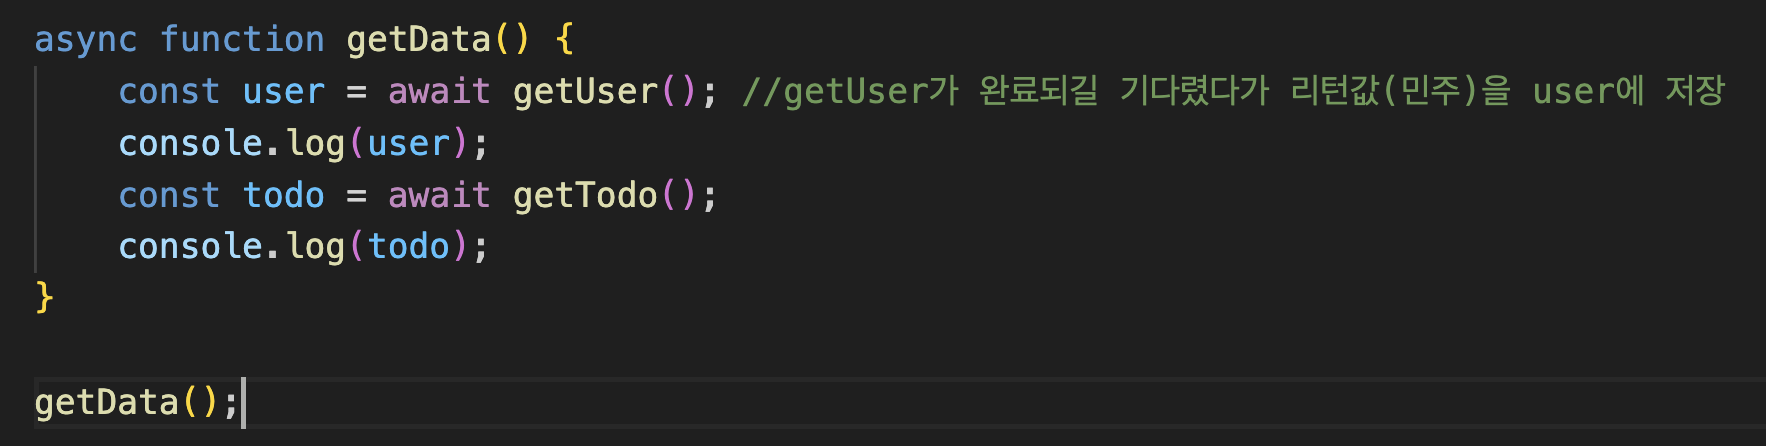 async function getData() {
    const user = await getUser(); //getUser가 완료되길 기다렸다가 리턴값(민주)을 user에 저장
    console.log(user);
    const todo = await getTodo();
    console.log(todo);
}
getData();